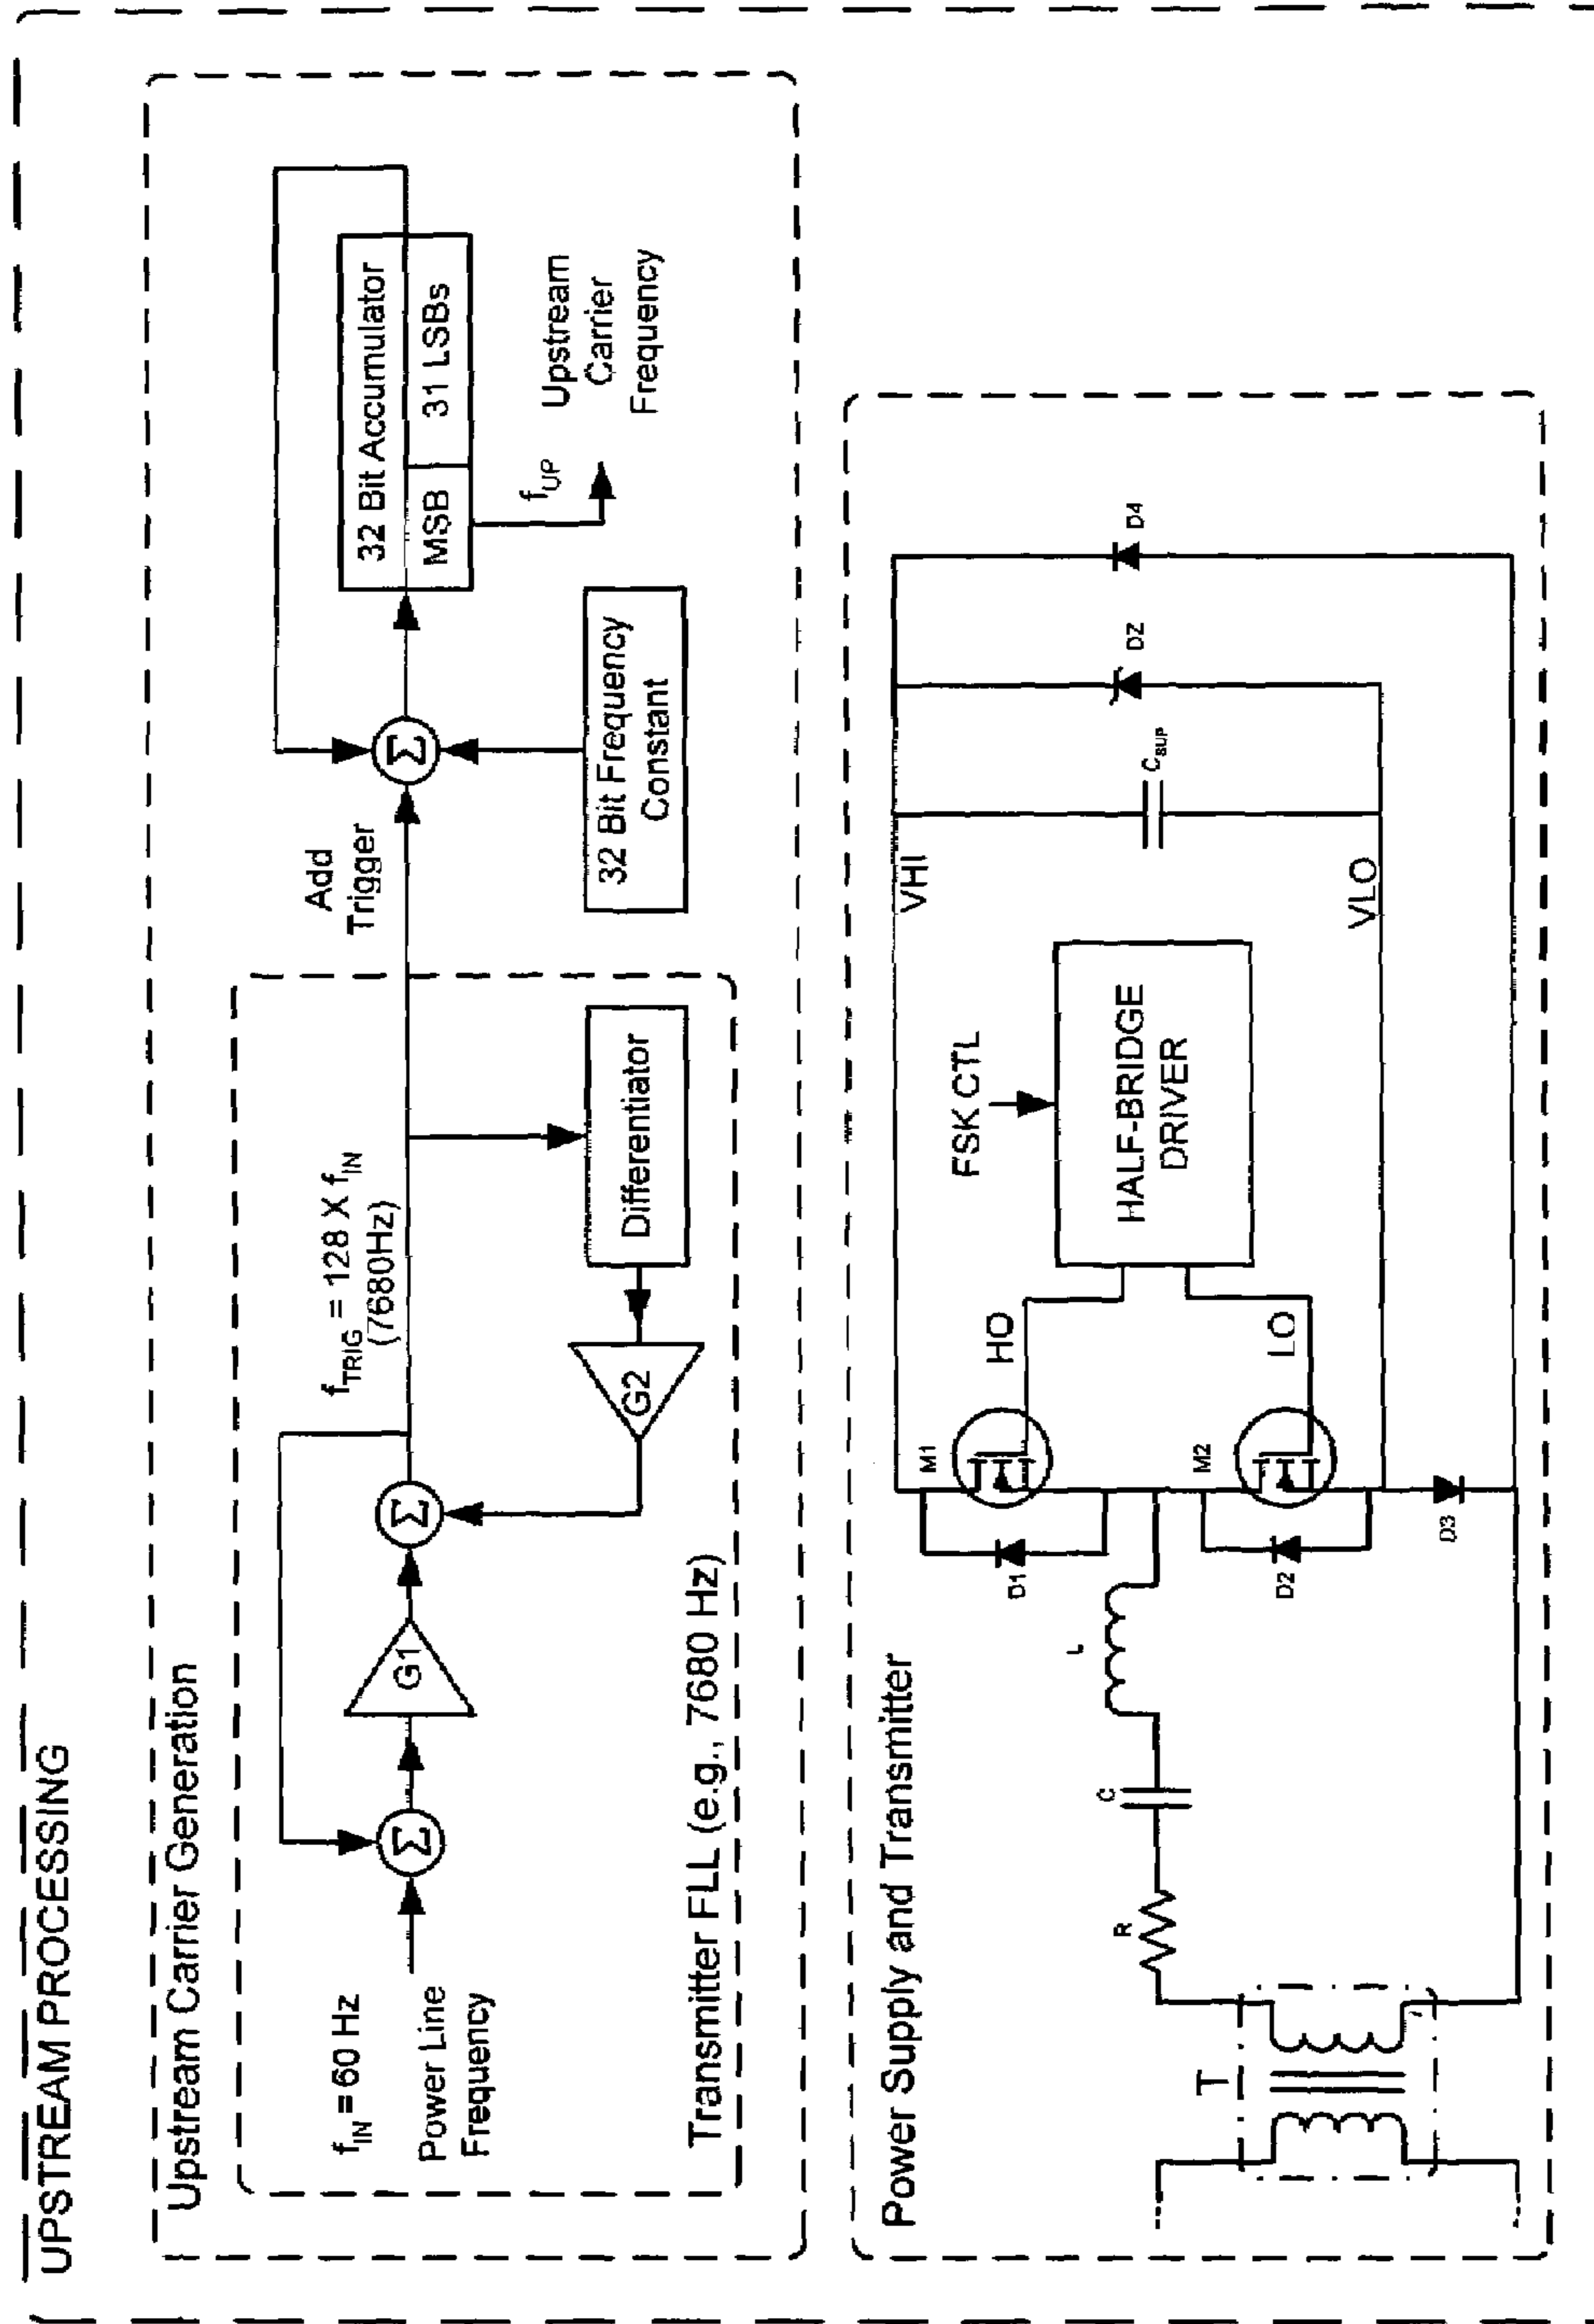 UPSTREAM PROCESSING
Upstream Carrier Generation
f_IN = 60 Hz
Power Line
Frequency
Σ
G1
Σ
f_TRIG = 128 X f_IN
(7680Hz)
G2
Differentiator
Transmitter FLL (e.g., 7680 Hz)
Add
Trigger
Σ
32 Bit Frequency
Constant
32 Bit Accumulator
MSB
31 LSBs
f_UP
Upstream
Carrier
Frequency
Power Supply and Transmitter
T
R
C
L
D1
M1
D2
M2
D3
HO
LO
FSK CTL
HALF-BRIDGE
DRIVER
VHI
VLO
C_SUP
DZ
D4